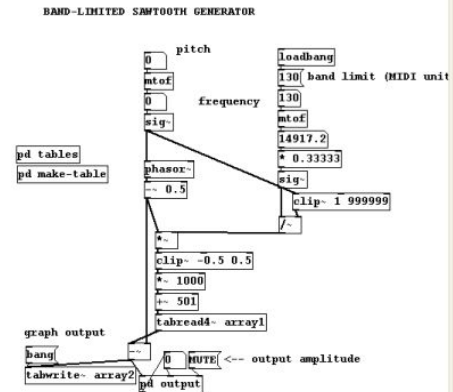 BAND-LIMITED SAWTOOTH GENERATOR
pitch
0
mtof
0
frequency
sig~
loadbang
130 band limit (MIDI unit
130
mtof
14917.2
* 0.33333
sig~
pd tables
pd make-table
phasor~
-~ 0.5
clip~ 1 999999
/~
*~
clip~ -0.5 0.5
*~ 1000
+~ 501
tabread4~ array1
graph output
bang
-~
0
MUTE <-- output amplitude
tabwrite~ array2
pd output